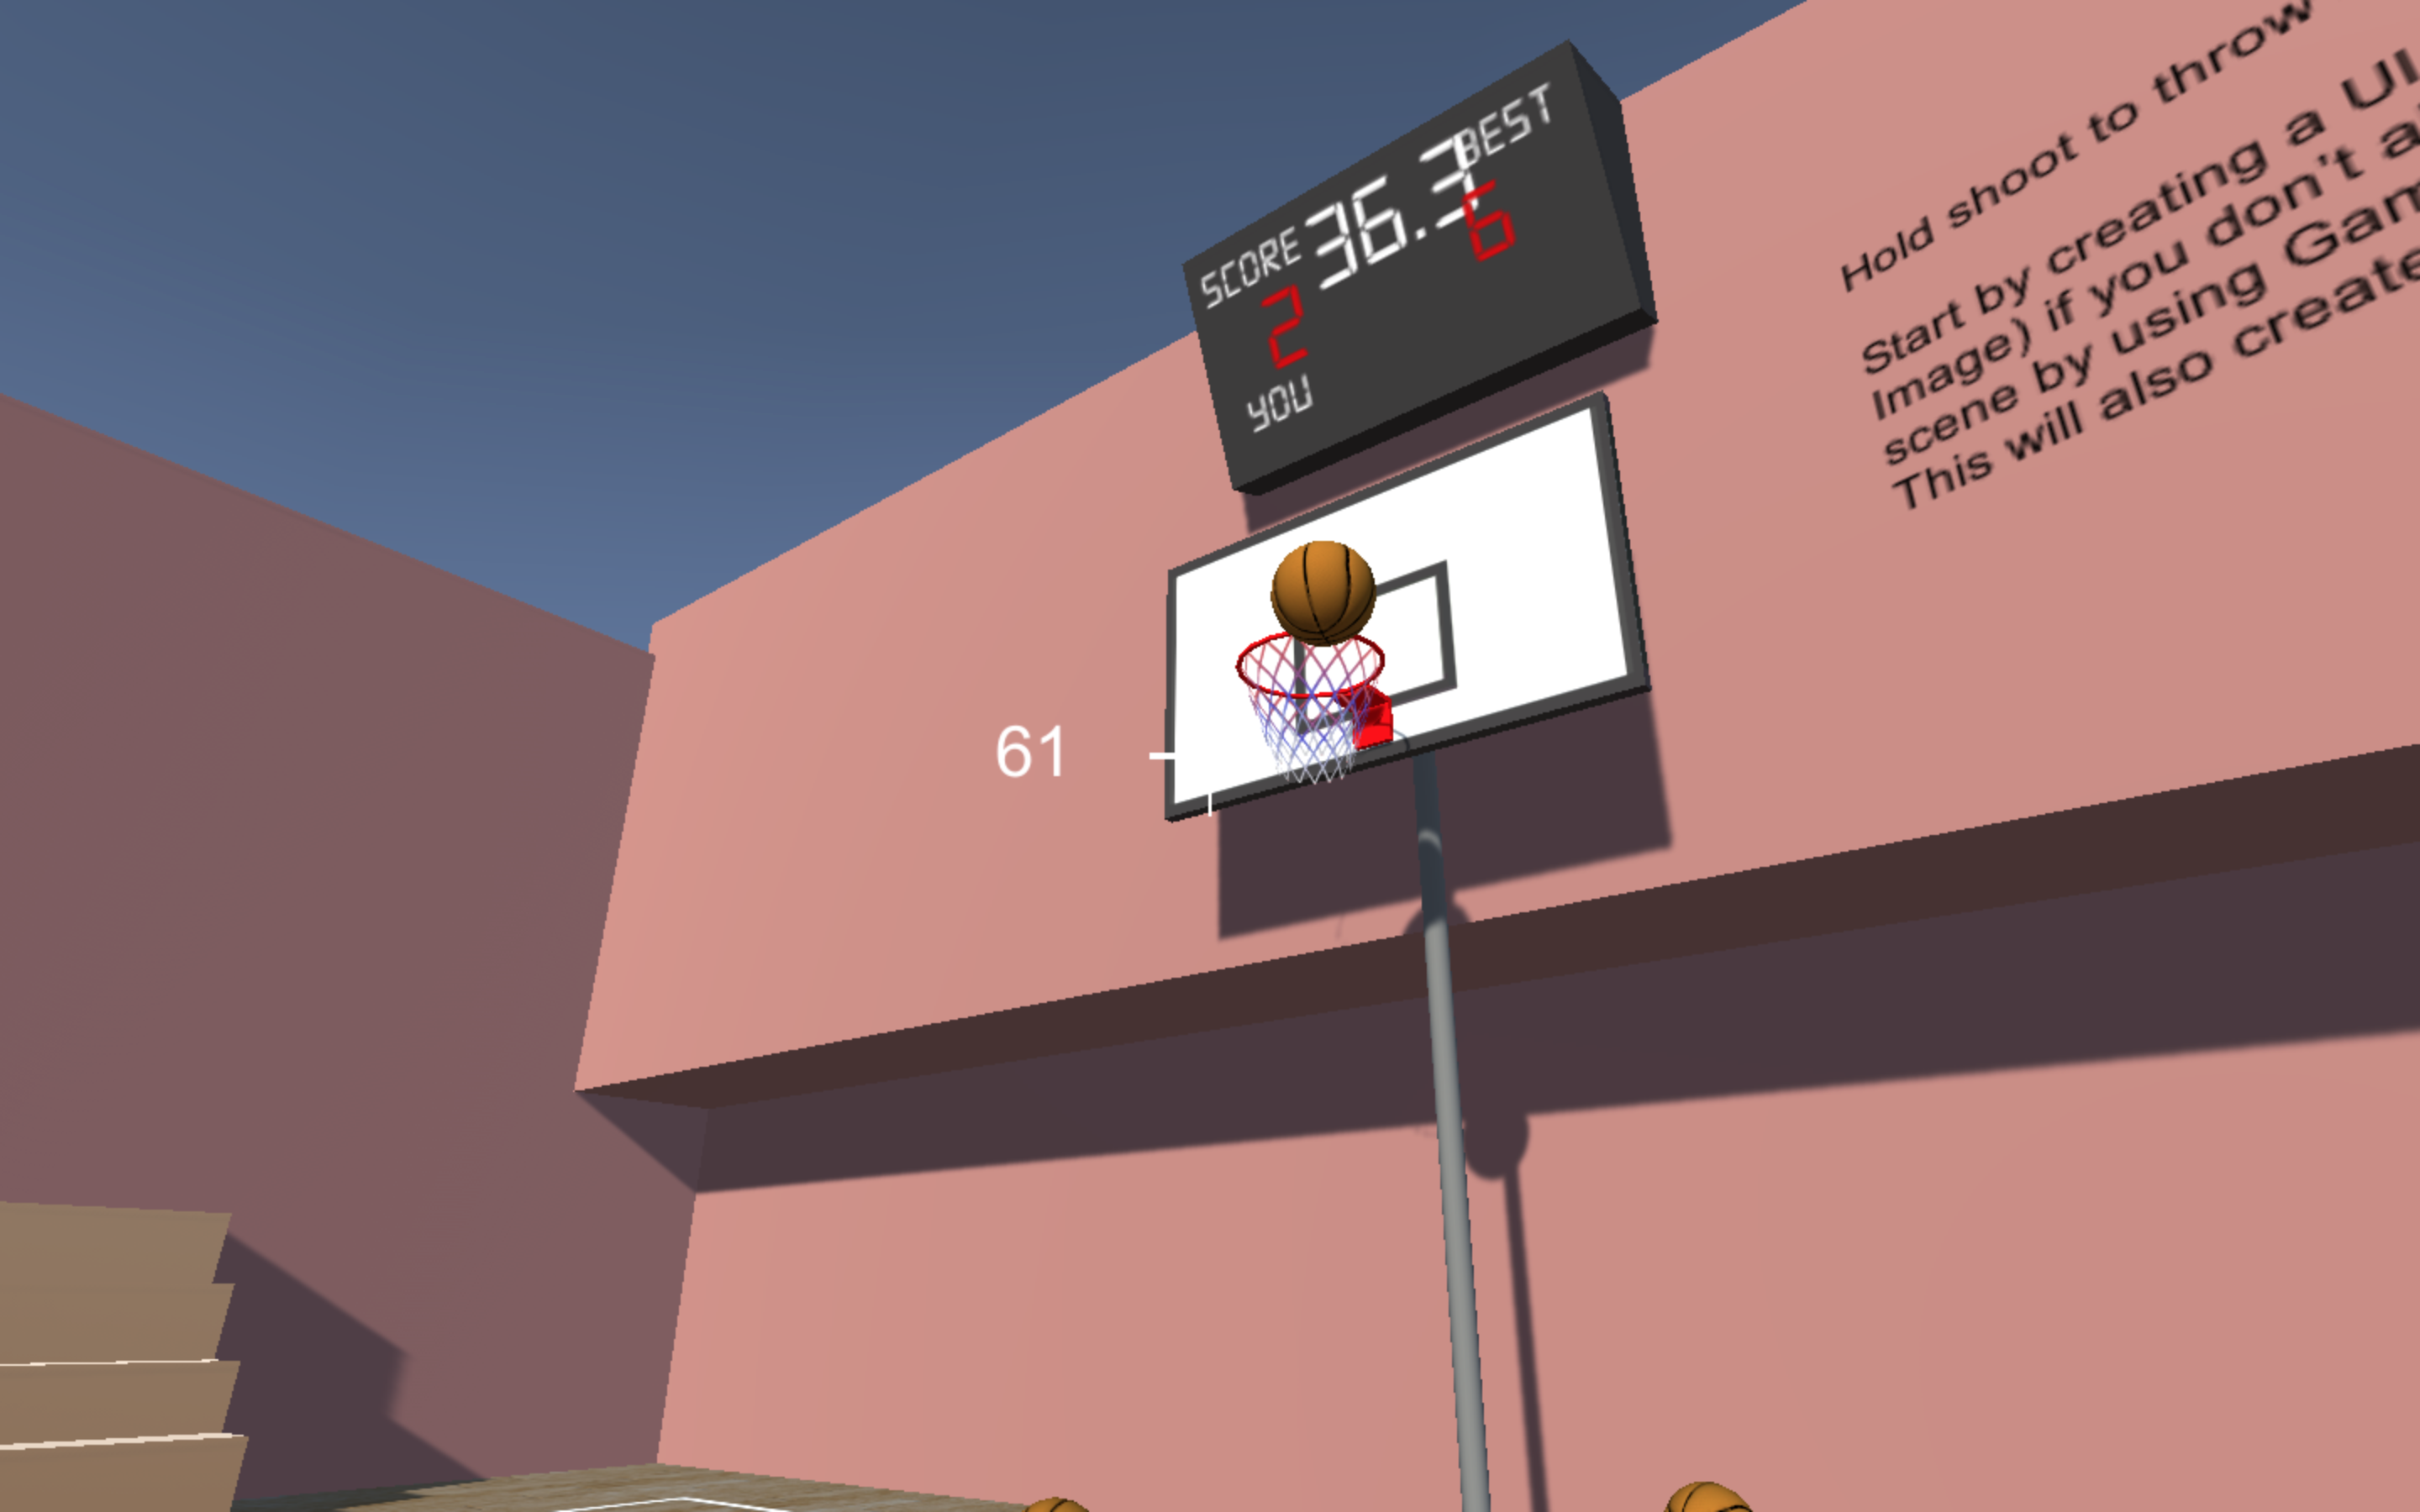 SCORE 36.3 BEST
2 6
YOU
61
Hold shoot to throw
Start by creating a UI
Image) if you don't
scene by using
This will also create